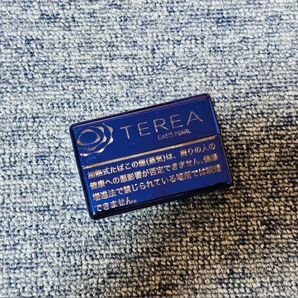 TEREA
OASIS PEARL
加熱式たばこの煙(蒸気)は、周りの人の
健康への悪影響が否定できません。健康
増進法で禁じられている場所では喫煙
できません。